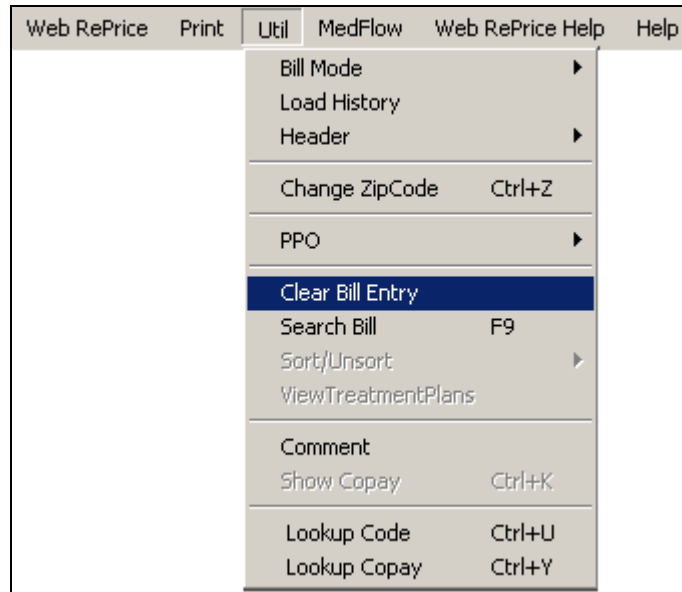 Web RePrice Print Util MedFlow Web RePrice Help Help
Bill Mode
Load History
Header
Change ZipCode Ctrl+Z
PPO
Clear Bill Entry
Search Bill F9
Sort/Unsort
ViewTreatmentPlans
Comment
Show Copay Ctrl+K
Lookup Code Ctrl+U
Lookup Copay Ctrl+Y